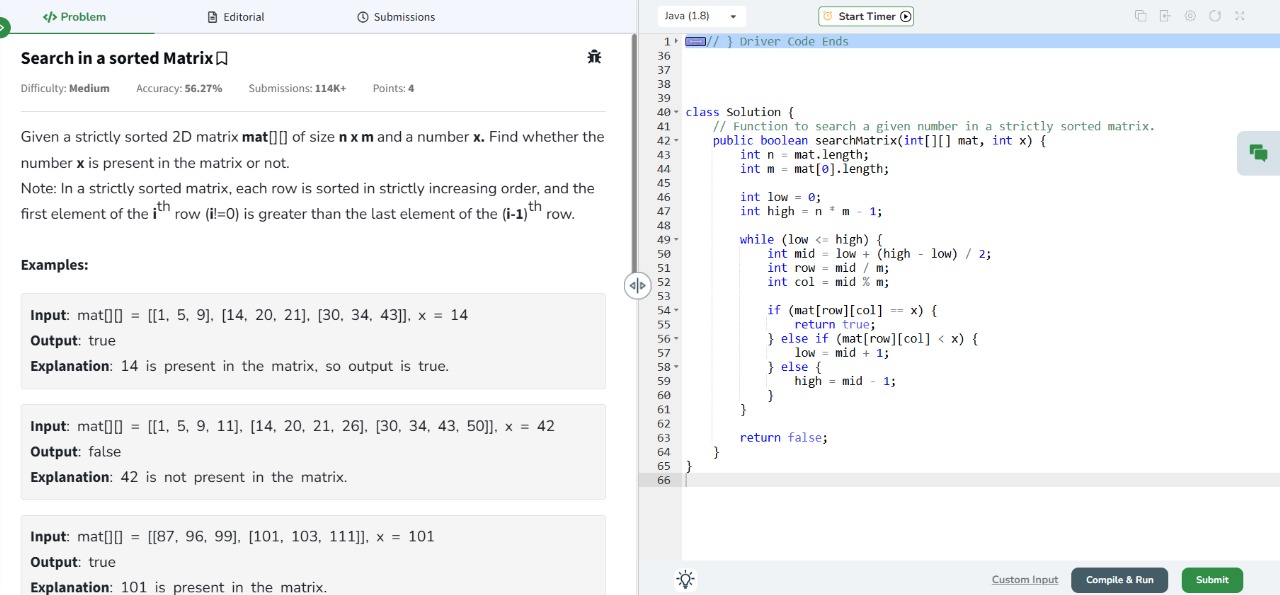 </> Problem
Editorial
Submissions
Search in a sorted Matrix
Difficulty: Medium Accuracy: 56.27% Submissions: 114K+ Points: 4
Given a strictly sorted 2D matrix mat[][] of size n x m and a number x. Find whether the
number x is present in the matrix or not.
Note: In a strictly sorted matrix, each row is sorted in strictly increasing order, and the
first element of the ith row (i!=0) is greater than the last element of the (i-1)th row.
Examples:
Input: mat[][] = [[1, 5, 9], [14, 20, 21], [30, 34, 43]], x = 14
Output: true
Explanation: 14 is present in the matrix, so output is true.
Input: mat[][] = [[1, 5, 9, 11], [14, 20, 21, 26], [30, 34, 43, 50]], x = 42
Output: false
Explanation: 42 is not present in the matrix.
Input: mat[][] = [[87, 96, 99], [101, 103, 111]], x = 101
Output: true
Explanation: 101 is present in the matrix.
Java (1.8)
Start Timer
1 // } Driver Code Ends
36
37
38
39
40 class Solution {
41 // Function to search a given number in a strictly sorted matrix.
42 public boolean searchMatrix(int[][] mat, int x) {
43 int n = mat.length;
44 int m = mat[0].length;
45
46 int low = 0;
47 int high = n * m - 1;
48
49 while (low <= high) {
50 int mid = low + (high - low) / 2;
51 int row = mid / m;
52 int col = mid % m;
53
54 if (mat[row][col] == x) {
55 return true;
56 } else if (mat[row][col] < x) {
57 low = mid + 1;
58 } else {
59 high = mid - 1;
60 }
61 }
62
63 return false;
64 }
65 }
66
Custom Input
Compile & Run
Submit